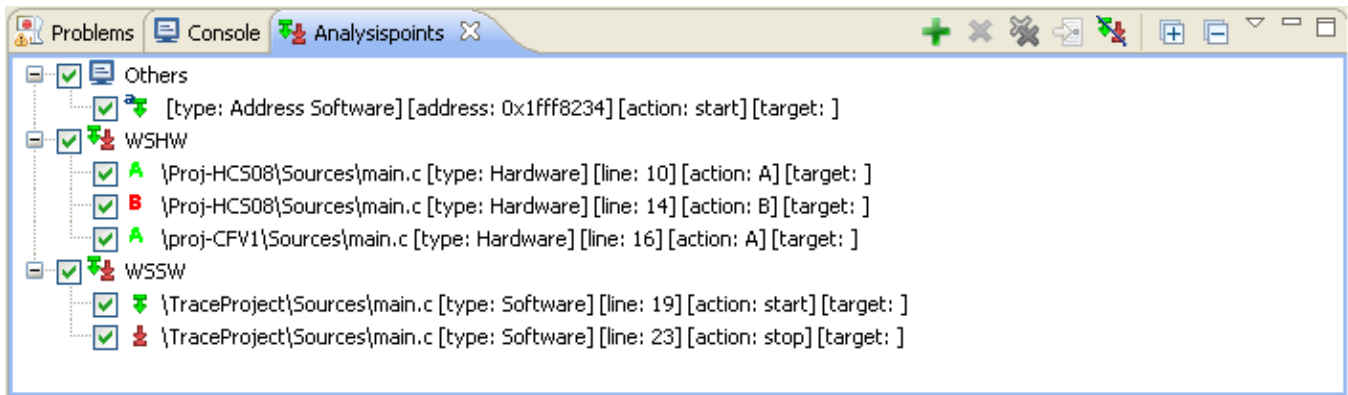 Problems Console Analysispoints
Others
[type: Address Software] [address: 0x1fff8234] [action: start] [target: ]
WSHW
A \Proj-HCS08\Sources\main.c [type: Hardware] [line: 10] [action: A] [target: ]
B \Proj-HCS08\Sources\main.c [type: Hardware] [line: 14] [action: B] [target: ]
A \proj-CFV1\Sources\main.c [type: Hardware] [line: 16] [action: A] [target: ]
WSSW
\TraceProject\Sources\main.c [type: Software] [line: 19] [action: start] [target: ]
\TraceProject\Sources\main.c [type: Software] [line: 23] [action: stop] [target: ]